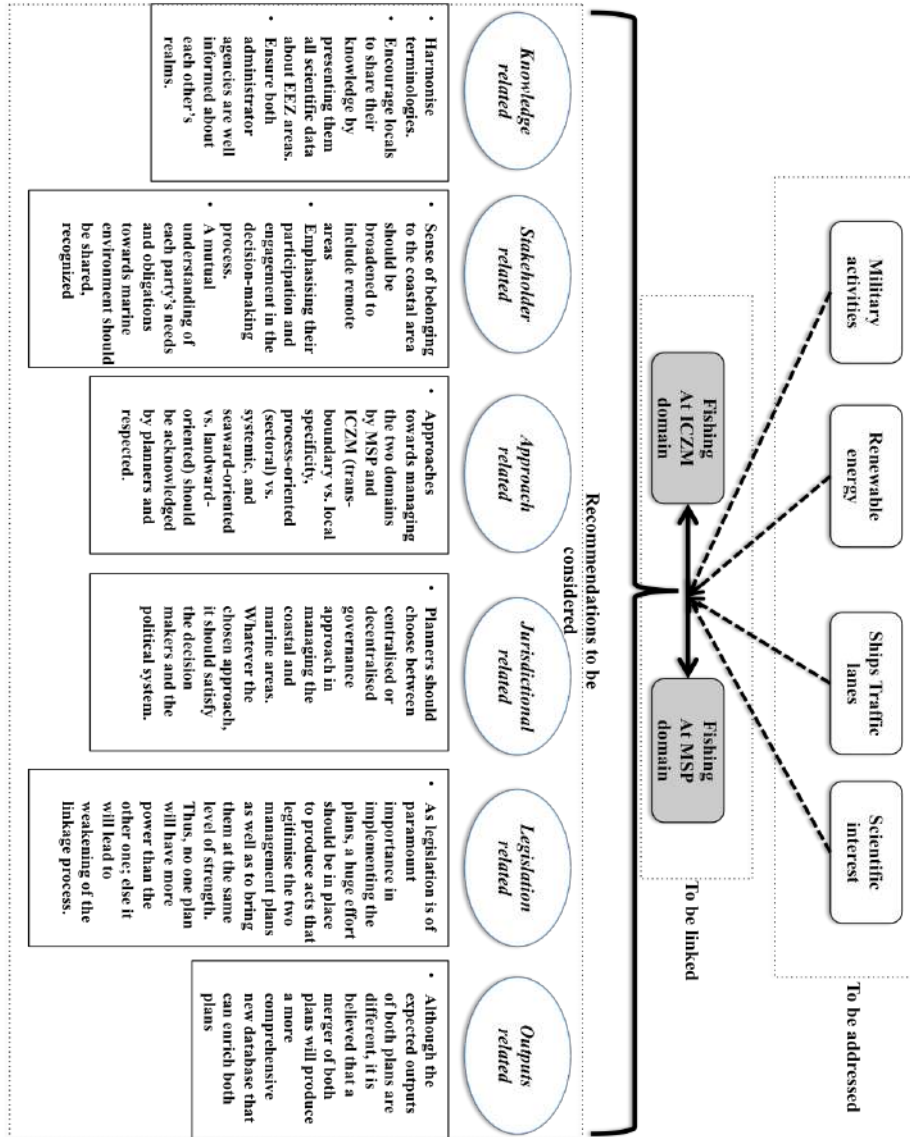 Military
activities
Renewable
energy
Ships Traffic
lanes
Scientific
interest
To be addressed
Fishing
At ICZM
domain
Fishing
At MSP
domain
To be linked
Recommendations to be
considered
Knowledge
related
• Harmonise
terminologies.
• Encourage locals
to share their
knowledge by
presenting them
all scientific data
about EEZ areas.
• Ensure both
administrator
agencies are well
informed about
each other's
realms.
Stakeholder
related
• Sense of belonging
to the coastal area
should be
broadened to
include remote
areas
• Emphasising their
participation and
engagement in the
decision-making
process.
• A mutual
understanding of
each party's needs
and obligations
towards marine
environment should
be shared,
recognized
Approach
related
• Approaches
towards managing
the two domains
by MSP and
ICZM (trans-
boundary vs. local
specificity,
process-oriented
(sectoral) vs.
systemic, and
seaward-oriented
vs. landward-
oriented) should
be acknowledged
by planners and
respected.
Jurisdictional
related
• Planners should
choose between
centralised or
decentralised
governance
approach in
managing the
coastal and
marine areas.
Whatever the
chosen approach,
it should satisfy
the decision
makers and the
political system.
Legislation
related
• As legislation is of
paramount
importance in
implementing the
plans, a huge effort
should be in place
to produce acts that
legitimise the two
management plans
as well as to bring
them at the same
level of strength.
Thus, no one plan
will have more
power than the
other one; else it
will lead to
weakening of the
linkage process.
Outputs
related
• Although the
expected outputs
of both plans are
different, it is
believed that a
merger of both
plans will produce
a more
comprehensive
new database that
can enrich both
plans